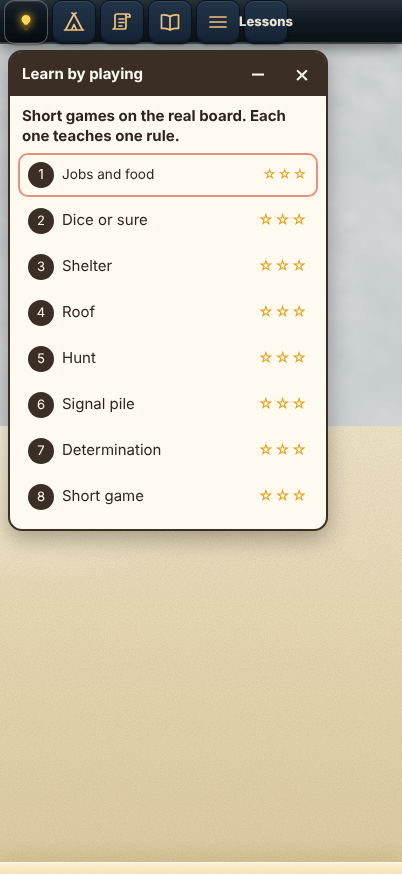 Lessons
Learn by playing
Short games on the real board. Each
one teaches one rule.
1 Jobs and food
2 Dice or sure
3 Shelter
4 Roof
5 Hunt
6 Signal pile
7 Determination
8 Short game